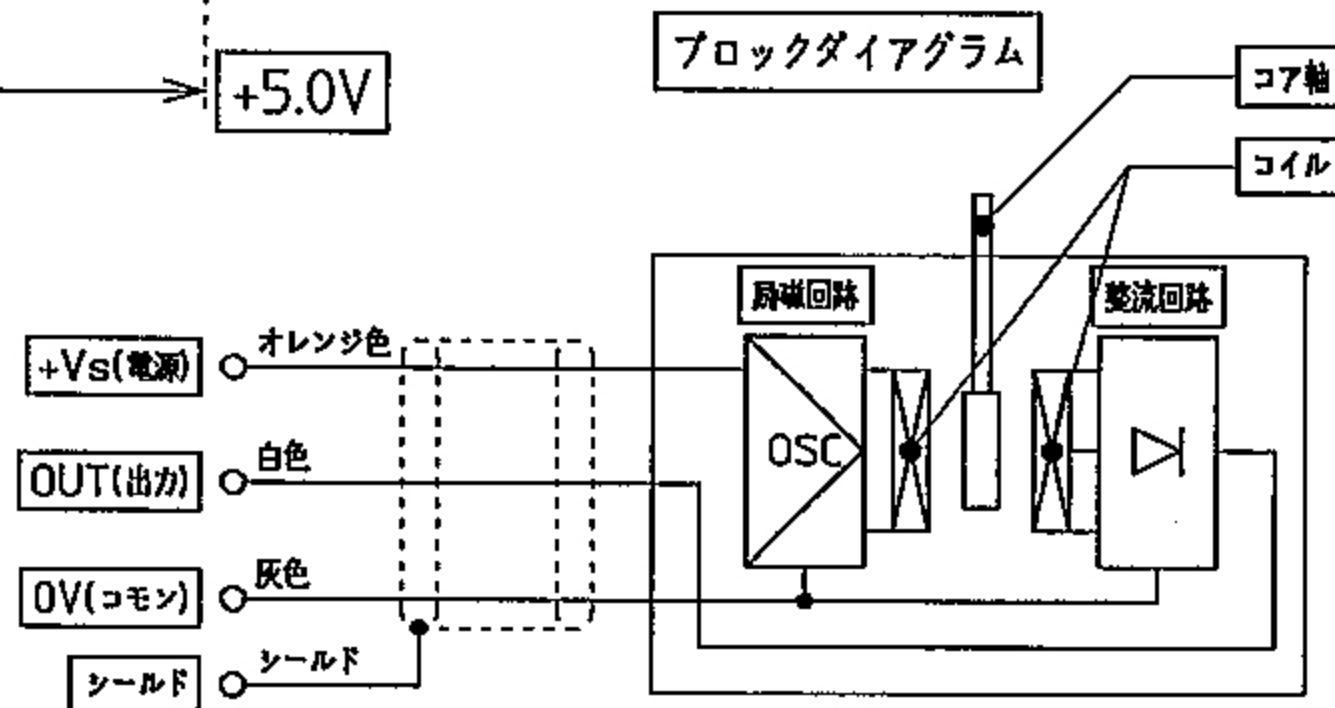 ブロックダイアグラム
+5.0V
コア軸
コイル
励磁回路
整流回路
+Vs(電源)
オレンジ色
OSC
OUT(出力)
白色
0V(コモン)
灰色
シールド
シールド